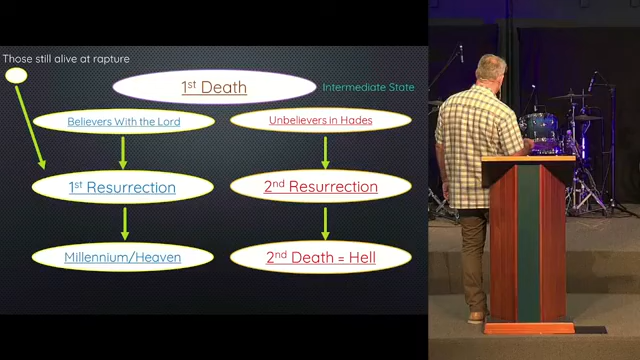 Those still alive at rapture
1st Death
Intermediate State
Believers With the Lord
Unbelievers in Hades
1st Resurrection
2nd Resurrection
Millennium/Heaven
2nd Death = Hell